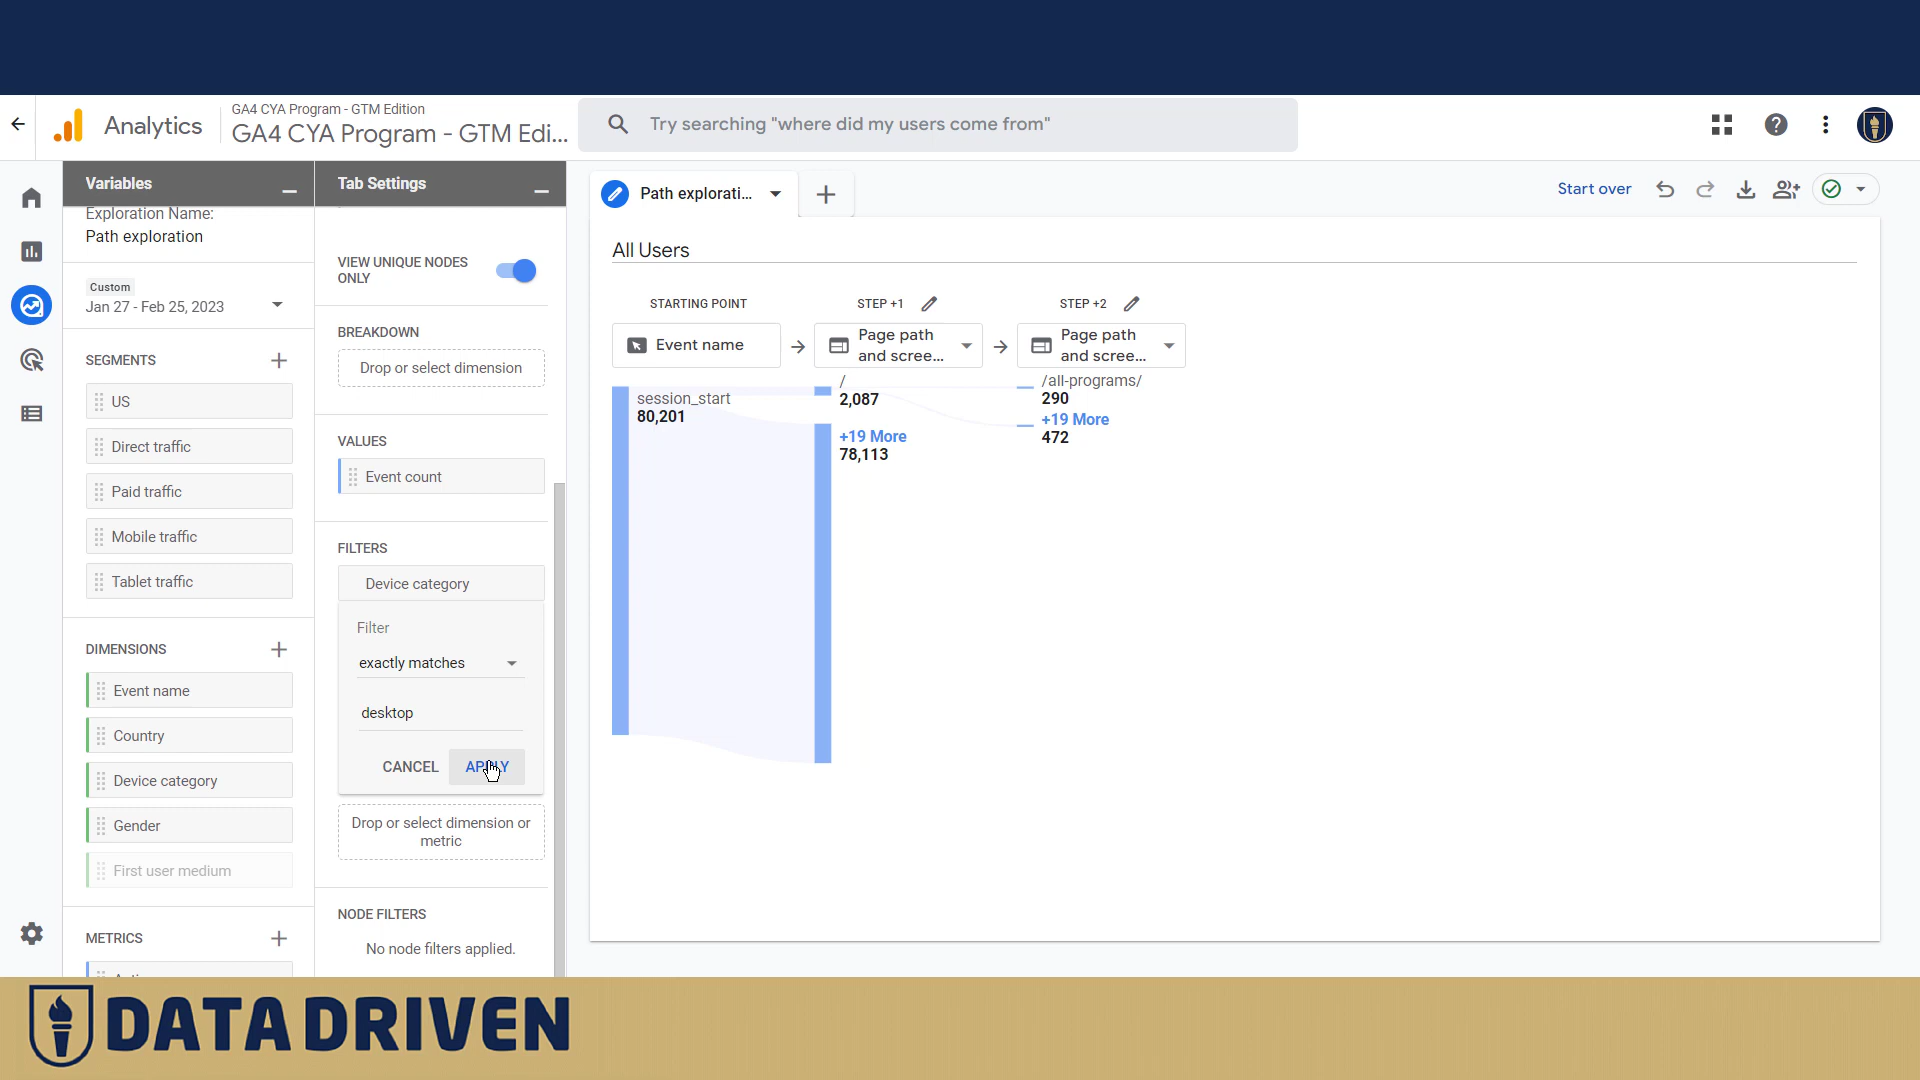 Analytics
GA4 CYA Program - GTM Edition
GA4 CYA Program - GTM Edi...
Try searching "where did my users come from"
Variables
Exploration Name:
Path exploration
Custom
Jan 27 - Feb 25, 2023
SEGMENTS
US
Direct traffic
Paid traffic
Mobile traffic
Tablet traffic
DIMENSIONS
Event name
Country
Device category
Gender
First user medium
METRICS
Tab Settings
VIEW UNIQUE NODES
ONLY
BREAKDOWN
Drop or select dimension
VALUES
Event count
FILTERS
Device category
Filter
exactly matches
desktop
CANCEL
APPLY
Drop or select dimension or
metric
NODE FILTERS
No node filters applied.
Path explorati...
Start over
All Users
STARTING POINT
STEP +1
STEP +2
Event name
Page path
and scree...
Page path
and scree...
session_start
80,201
/
2,087
+19 More
78,113
/all-programs/
290
+19 More
472
DATA DRIVEN